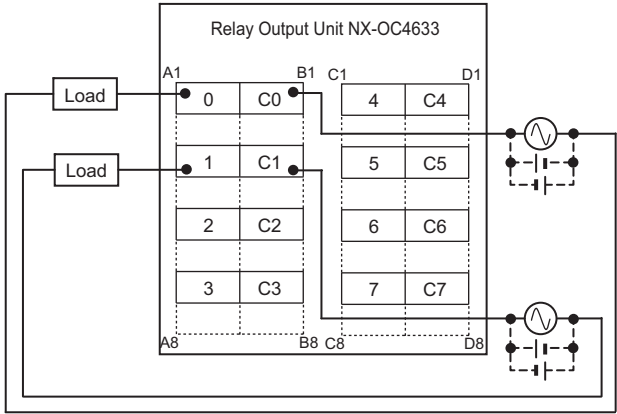 Relay Output Unit NX-OC4633
A1 B1 C1 D1
Load 0 C0 4 C4
Load 1 C1 5 C5
2 C2 6 C6
3 C3 7 C7
A8 B8 C8 D8